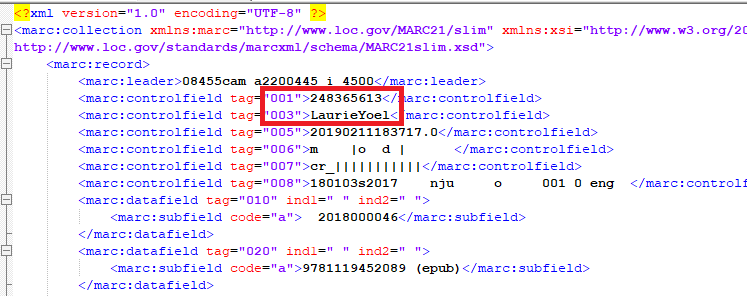 <?xml version="1.0" encoding="UTF-8" ?>
<marc:collection xmlns:marc="http://www.loc.gov/MARC21/slim" xmlns:xsi="http://www.w3.org/20
http://www.loc.gov/standards/marcxml/schema/MARC21slim.xsd">
<marc:record>
<marc:leader>08455cam a2200445 i 4500</marc:leader>
<marc:controlfield tag="001">248365613</marc:controlfield>
<marc:controlfield tag="003">LaurieYoel</marc:controlfield>
<marc:controlfield tag="005">20190211183717.0</marc:controlfield>
<marc:controlfield tag="006">m    |o  d |      </marc:controlfield>
<marc:controlfield tag="007">cr_|||||||||||</marc:controlfield>
<marc:controlfield tag="008">180103s2017    nju     o     001 0 eng  </marc:controlf
<marc:datafield tag="010" ind1=" " ind2=" ">
<marc:subfield code="a">  2018000046</marc:subfield>
</marc:datafield>
<marc:datafield tag="020" ind1=" " ind2=" ">
<marc:subfield code="a">9781119452089 (epub)</marc:subfield>
</marc:datafield>